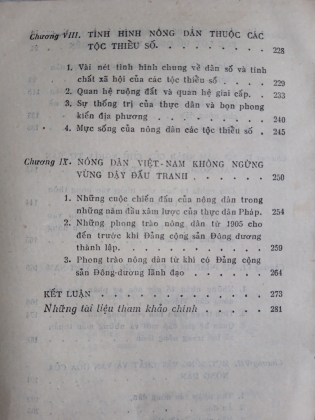 Chương VIII. TÌNH HÌNH NÔNG DÂN THUỘC CÁC
TỘC THIỂU SỐ. . . . . . . . . . 228
1. Vài nét tình hình chung về dân số và tính
chất xã hội của các tộc thiểu số . . . . 229
2. Quan hệ ruộng đất và quan hệ giai cấp. . 233
3. Sự thống trị của thực dân và bọn phong
kiến địa phương . . . . . . . . 240
4. Mực sống của nông dân các tộc thiểu số . 245
Chương IX - NÔNG DÂN VIỆT-NAM KHÔNG NGỪNG
VÙNG DẬY ĐẤU TRANH . . . . . . . 250
1. Những cuộc chiến đấu của nông dân trong
những năm đầu xâm lược của thực dân Pháp. 254
2. Những phong trào nông dân từ 1905 cho
đến trước khi Đảng cộng sản Đông dương
thành lập. . . . . . . . . . . 259
3. Phong trào nông dân từ khi có Đảng cộng
sản Đông-dương lãnh đạo . . . . . . 264
KẾT LUẬN . . . . . . . . . . . 273
Những tài liệu tham khảo chính . . . . . . 281